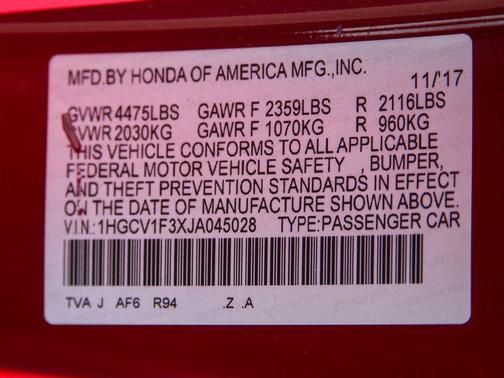 MFD.BY HONDA OF AMERICA MFG.,INC.
11/'17
GVWR 4475LBS GAWR F 2359LBS R 2116LBS
GVWR 2030KG GAWR F 1070KG R 960KG
THIS VEHICLE CONFORMS TO ALL APPLICABLE
FEDERAL MOTOR VEHICLE SAFETY , BUMPER,
AND THEFT PREVENTION STANDARDS IN EFFECT
ON THE DATE OF MANUFACTURE SHOWN ABOVE.
V.I.N.:1HGCV1F3XJA045028 TYPE:PASSENGER CAR
TVA J AF6 R94 .Z .A